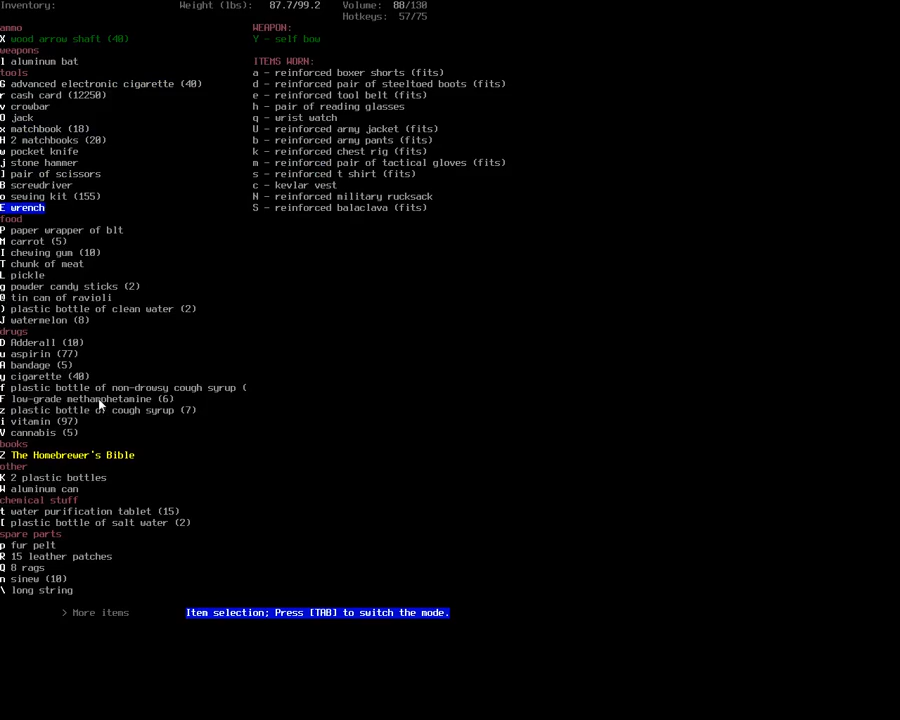 Inventory: Weight (lbs): 87.7/99.2 Volume: 88/130
Hotkeys: 57/75
ammo WEAPON:
X wood arrow shaft (40) Y - self bow
weapons
l aluminum bat ITEMS WORN:
tools a - reinforced boxer shorts (fits)
G advanced electronic cigarette (40) d - reinforced pair of steeltoed boots (fits)
r cash card (12250) e - reinforced tool belt (fits)
v crowbar h - pair of reading glasses
O jack q - wrist watch
x matchbook (18) U - reinforced army jacket (fits)
H 2 matchbooks (20) b - reinforced army pants (fits)
w pocket knife k - reinforced chest rig (fits)
j stone hammer m - reinforced pair of tactical gloves (fits)
] pair of scissors s - reinforced t shirt (fits)
B screwdriver c - kevlar vest
o sewing kit (155) N - reinforced military rucksack
E wrench S - reinforced balaclava (fits)
food
P paper wrapper of blt
M carrot (5)
I chewing gum (10)
T chunk of meat
L pickle
g powder candy sticks (2)
@ tin can of ravioli
) plastic bottle of clean water (2)
J watermelon (8)
drugs
D Adderall (10)
u aspirin (77)
A bandage (5)
y cigarette (40)
f plastic bottle of non-drowsy cough syrup (
F low-grade methamphetamine (6)
z plastic bottle of cough syrup (7)
i vitamin (97)
V cannabis (5)
books
Z The Homebrewer's Bible
other
K 2 plastic bottles
W aluminum can
chemical stuff
t water purification tablet (15)
[ plastic bottle of salt water (2)
spare parts
p fur pelt
R 15 leather patches
Q 8 rags
n sinew (10)
\ long string
> More items Item selection; Press [TAB] to switch the mode.